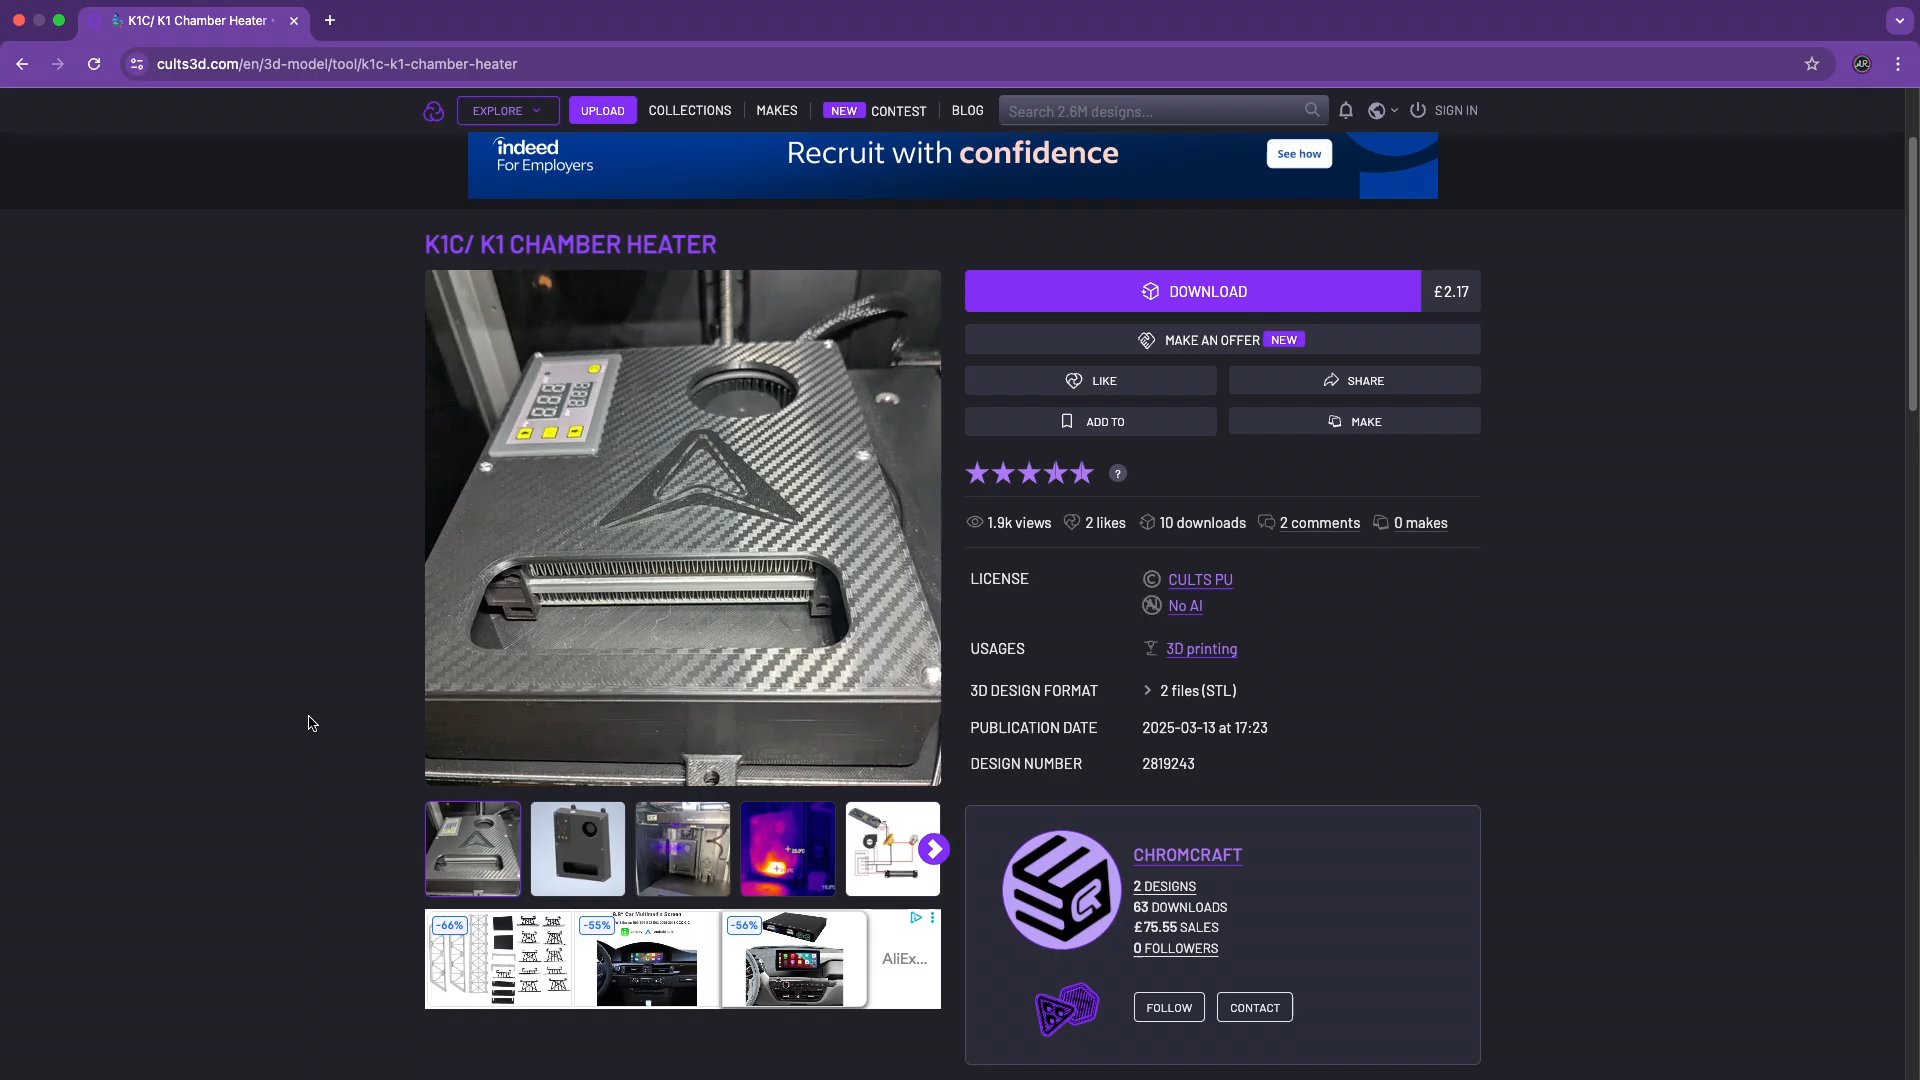 K1C/ K1 Chamber Heater
cults3d.com/en/3d-model/tool/k1c-k1-chamber-heater
EXPLORE
UPLOAD
COLLECTIONS
MAKES
NEW CONTEST
BLOG
Search 2.6M designs...
SIGN IN
indeed
For Employers
Recruit with confidence
See how
K1C/ K1 CHAMBER HEATER
DOWNLOAD
£2.17
MAKE AN OFFER NEW
LIKE
SHARE
ADD TO
MAKE
?
1.9k views
2 likes
10 downloads
2 comments
0 makes
LICENSE
CULTS PU
No AI
USAGES
3D printing
3D DESIGN FORMAT
2 files (STL)
PUBLICATION DATE
2025-03-13 at 17:23
DESIGN NUMBER
2819243
CHROMCRAFT
2 DESIGNS
63 DOWNLOADS
£75.55 SALES
0 FOLLOWERS
FOLLOW
CONTACT
-66%
-55%
-56%
AliEx...